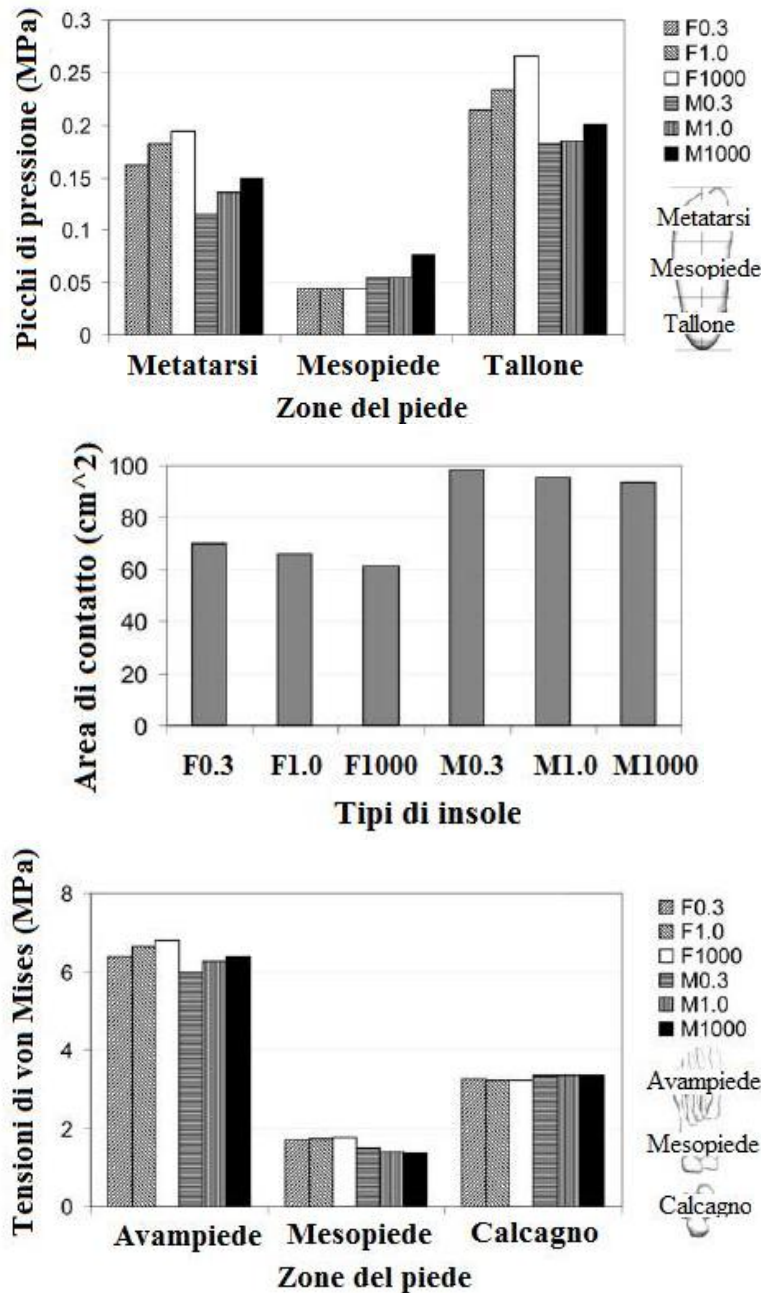 Picchi di pressione (MPa)
0.3
0.25
0.2
0.15
0.1
0.05
0
Metatarsi Mesopiede Tallone
Zone del piede
F0.3
F1.0
F1000
M0.3
M1.0
M1000
Metatarsi
Mesopiede
Tallone
Area di contatto (cm^2)
100
80
60
40
20
0
F0.3 F1.0 F1000 M0.3 M1.0 M1000
Tipi di insole
Tensioni di von Mises (MPa)
8
6
4
2
0
Avampiede Mesopiede Calcagno
Zone del piede
F0.3
F1.0
F1000
M0.3
M1.0
M1000
Avampiede
Mesopiede
Calcagno